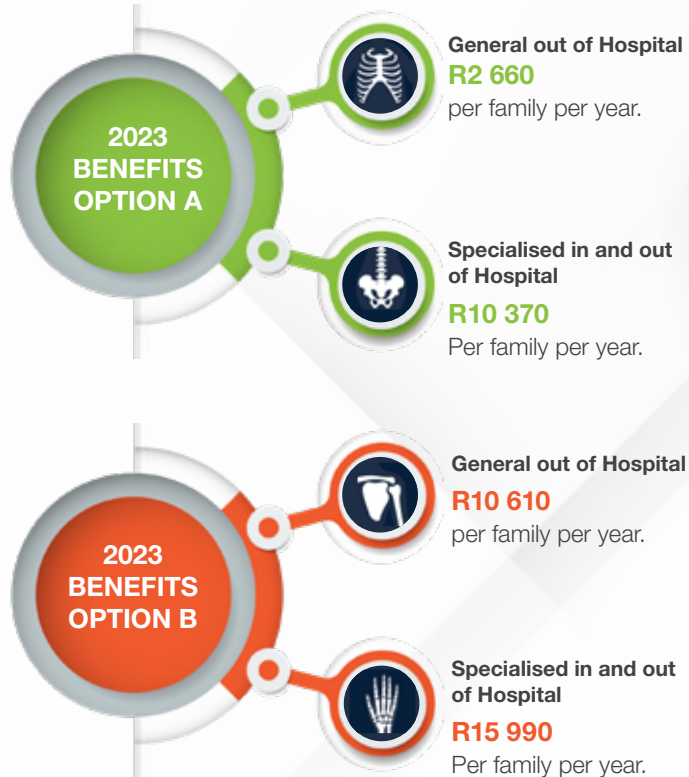 2023
BENEFITS
OPTION A
General out of Hospital
R2 660
per family per year.
Specialised in and out
of Hospital
R10 370
Per family per year.
2023
BENEFITS
OPTION B
General out of Hospital
R10 610
per family per year.
Specialised in and out
of Hospital
R15 990
Per family per year.